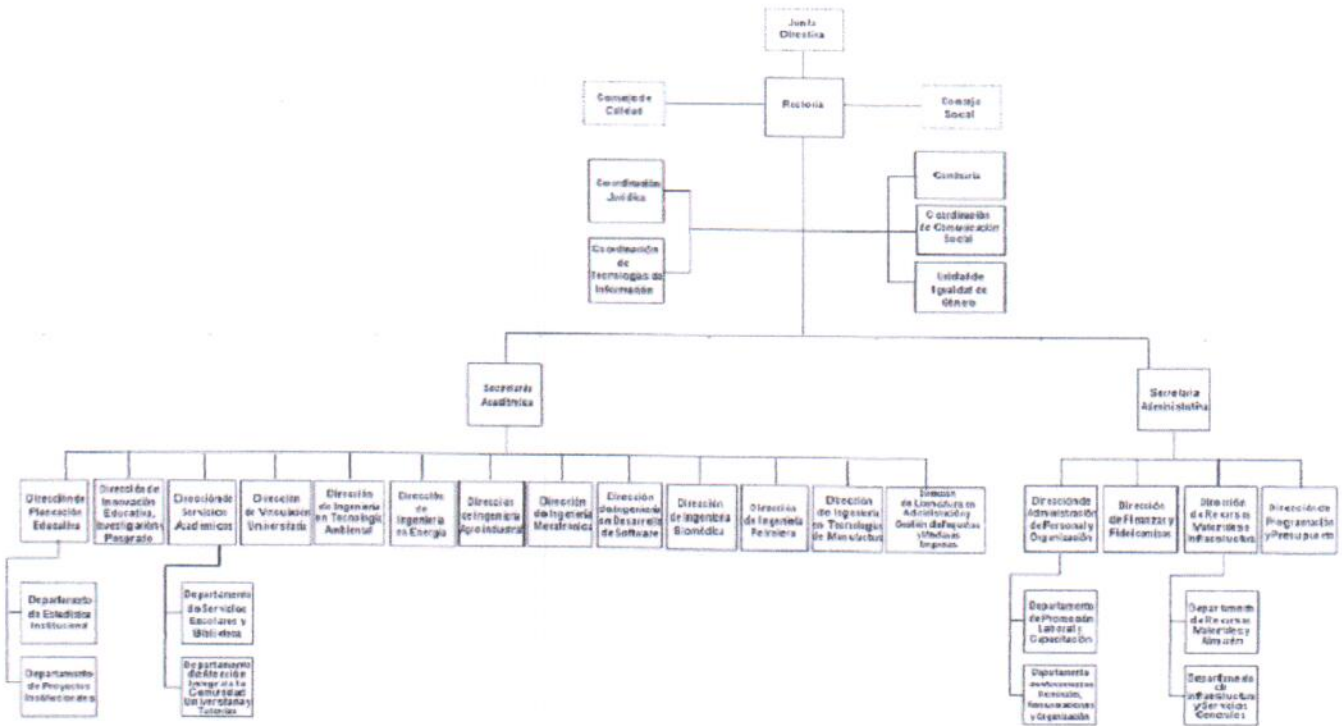 Junta
Directiva
Consejo de
Calidad
Rectoría
Consejo
Social
Coordinación
Jurídica
Contraloría
Coordinación
de Comunicación
Social
Coordinación
de
Tecnologías de
Información
Unidad de
Igualdad de
Género
Secretaría
Académica
Secretaría
Administrativa
Dirección de
Planeación
Educativa
Dirección de
Innovación
Educativa,
Investigación y
Posgrado
Dirección de
Servicios
Académicos
Dirección
de Vinculación
Universitaria
Dirección
de Ingeniería
en Tecnología
Ambiental
Dirección
de
Ingeniería
en Energía
Dirección
de Ingeniería
Agroindustrial
Dirección
de Ingeniería
Mecatrónica
Dirección
de Ingeniería
en Desarrollo
de Software
Dirección
de Ingeniería
Biomédica
Dirección
de Ingeniería
Petrolera
Dirección
de Ingeniería
en Tecnologías
de Manufactura
Dirección
de Licenciatura en
Administración y
Gestión de Pequeñas
y Medianas
Empresas
Dirección de
Administración
de Personal y
Organización
Dirección
de Finanzas y
Fideicomisos
Dirección
de Recursos
Materiales e
Infraestructura
Dirección de
Programación
y Presupuesto
Departamento
de Estadística
Institucional
Departamento
de Servicios
Escolares y
Biblioteca
Departamento
de Promoción
Laboral y
Capacitación
Departamento
de Recursos
Materiales y
Almacén
Departamento
de Proyectos
Institucionales
Departamento
de Atención
Integral a la
Comunidad
Universitaria y
Tutorías
Departamento
Remuneraciones
y Organización
Departamento
de
Infraestructura
y Servicios
Generales